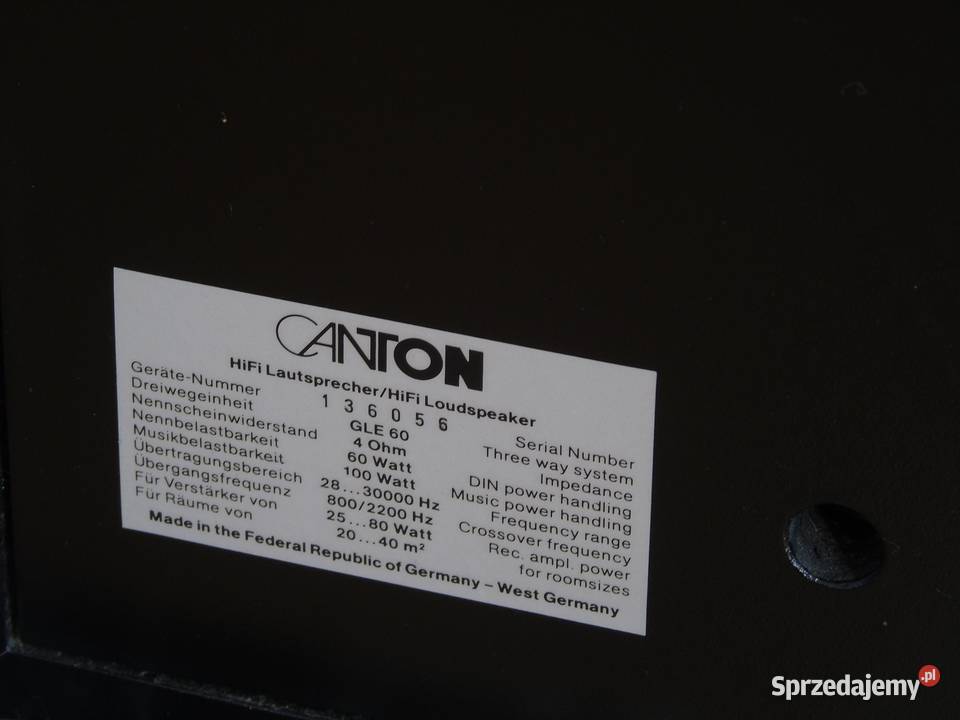 CANTON
HiFi Lautsprecher/HiFi Loudspeaker
Geräte-Nummer 136056 Serial Number
Dreiwegeinheit GLE 60 Three way system
Nennscheinwiderstand 4 Ohm Impedance
Nennbelastbarkeit 60 Watt DIN power handling
Musikbelastbarkeit 100 Watt Music power handling
Übertragungsbereich 28...30000 Hz Frequency range
Übergangsfrequenz 800/2200 Hz Crossover frequency
Für Verstärker von 25...80 Watt Rec. ampl. power
Für Räume von 20...40 m² for roomsizes
Made in the Federal Republic of Germany – West Germany
Sprzedajemy.pl